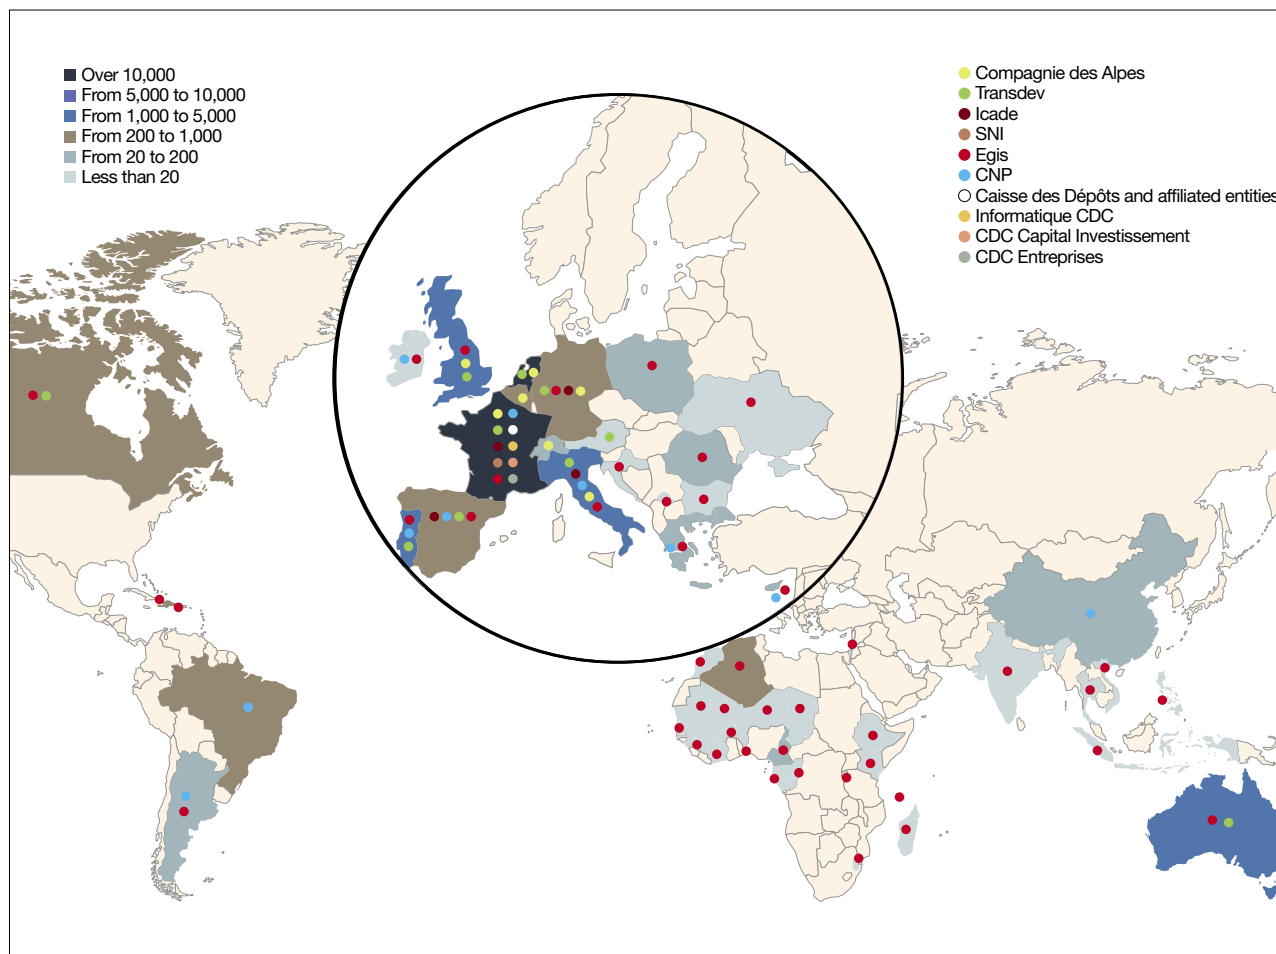 Over 10,000
From 5,000 to 10,000
From 1,000 to 5,000
From 200 to 1,000
From 20 to 200
Less than 20
Compagnie des Alpes
Transdev
Icade
SNI
Egis
CNP
Caisse des Dépôts and affiliated entities
Informatique CDC
CDC Capital Investissement
CDC Entreprises